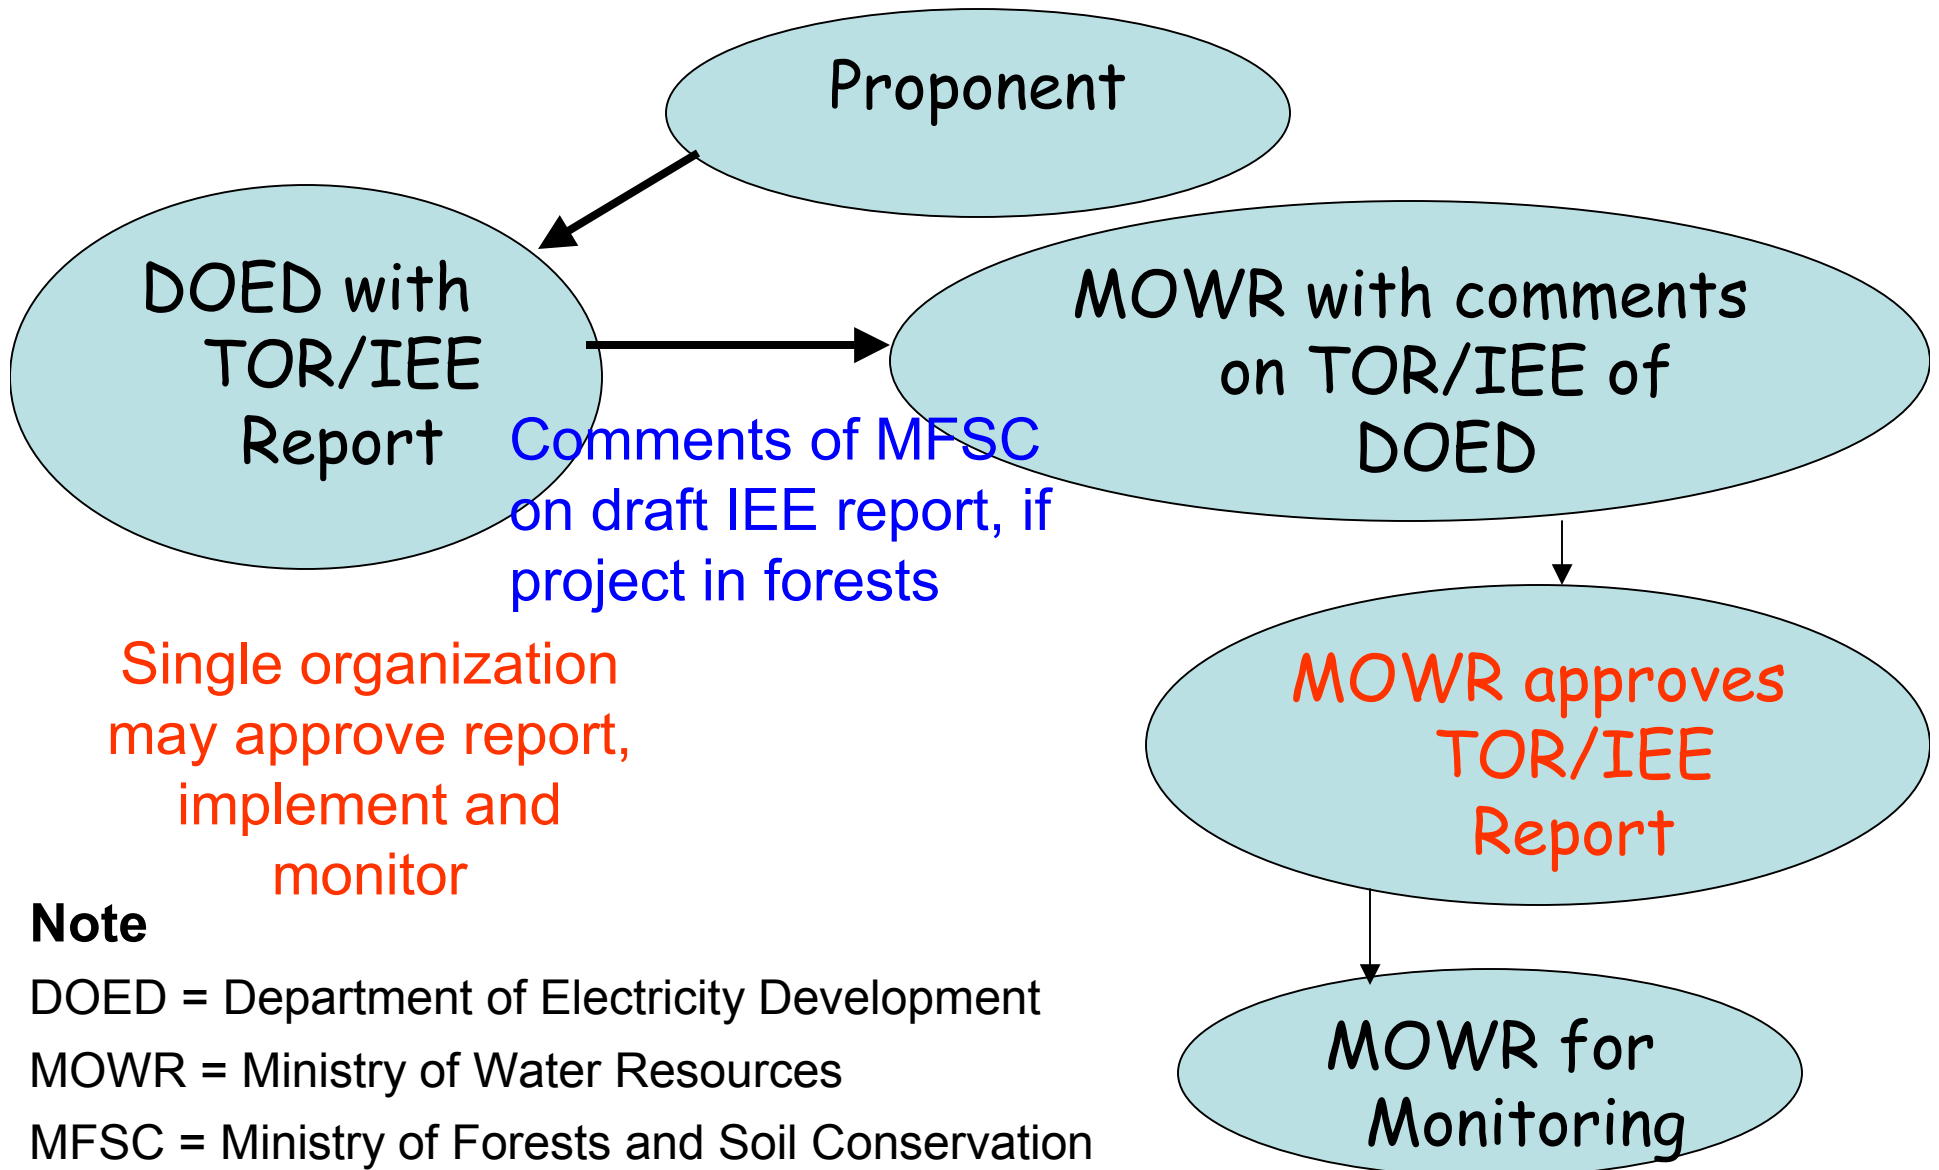 Proponent
DOED with
TOR/IEE
Report
MOWR with comments
on TOR/IEE of
DOED
Comments of MFSC
on draft IEE report, if
project in forests
Single organization
may approve report,
implement and
monitor
MOWR approves
TOR/IEE
Report
MOWR for
Monitoring
Note
DOED = Department of Electricity Development
MOWR = Ministry of Water Resources
MFSC = Ministry of Forests and Soil Conservation